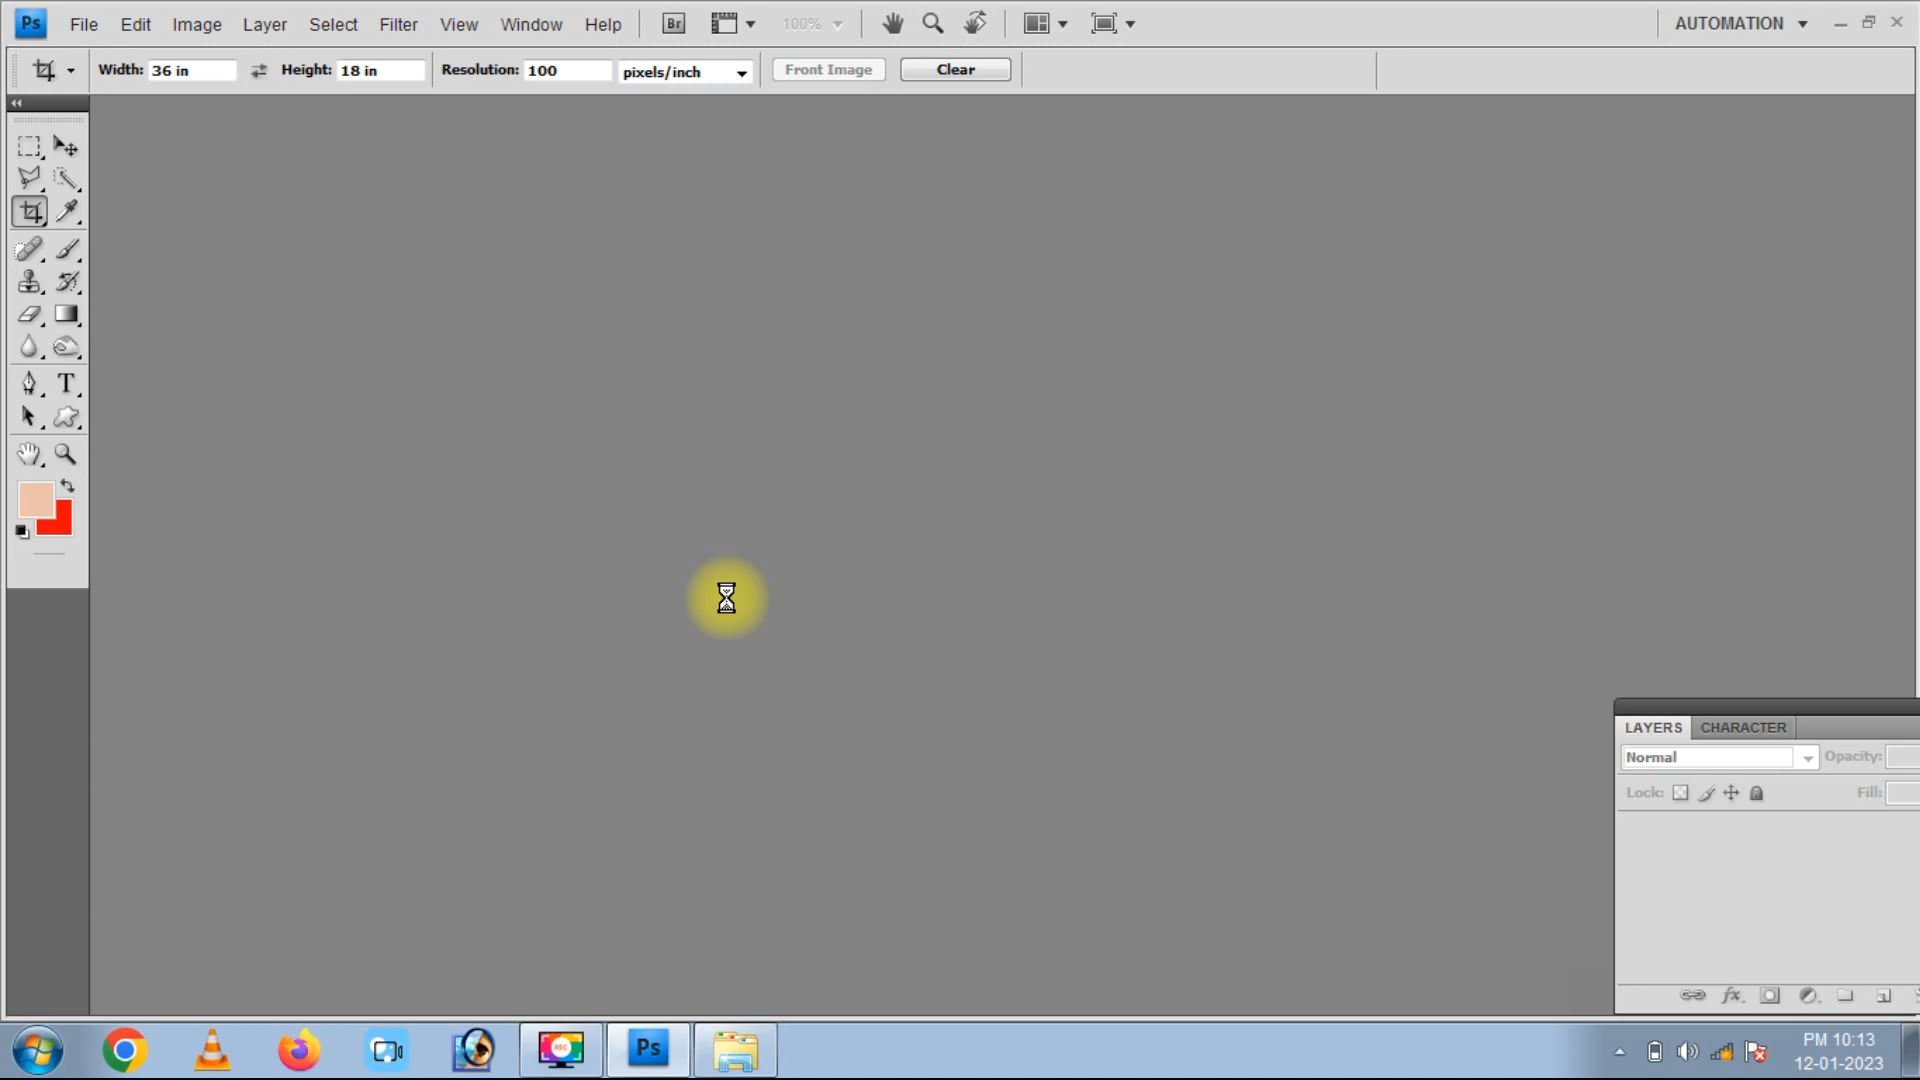 Ps File Edit Image Layer Select Filter View Window Help Br 100% AUTOMATION
Width: 36 in Height: 18 in Resolution: 100 pixels/inch Front Image Clear
T
LAYERS CHARACTER
Normal Opacity:
Lock: Fill:
fx
REC Ps
PM 10:13
12-01-2023